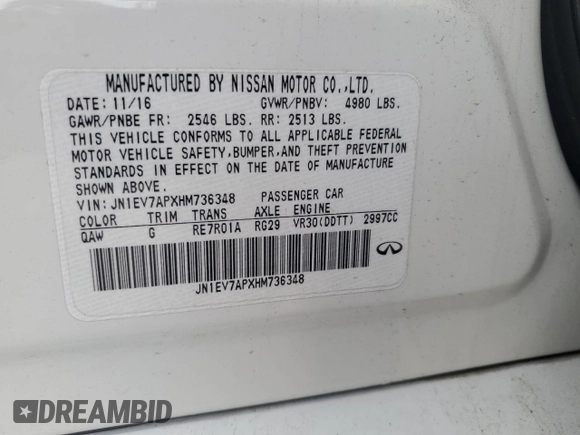 MANUFACTURED BY NISSAN MOTOR CO.,LTD.
DATE: 11/16 GVWR/PNBV: 4980 LBS.
GAWR/PNBE FR: 2546 LBS. RR: 2513 LBS.
THIS VEHICLE CONFORMS TO ALL APPLICABLE FEDERAL
MOTOR VEHICLE SAFETY, BUMPER, AND THEFT PREVENTION
STANDARDS IN EFFECT ON THE DATE OF MANUFACTURE
SHOWN ABOVE.
VIN: JN1EV7APXHM736348 PASSENGER CAR
COLOR TRIM TRANS AXLE ENGINE
QAW G RE7R01A RG29 VR30(DDTT) 2997CC
JN1EV7APXHM736348
DREAMBID